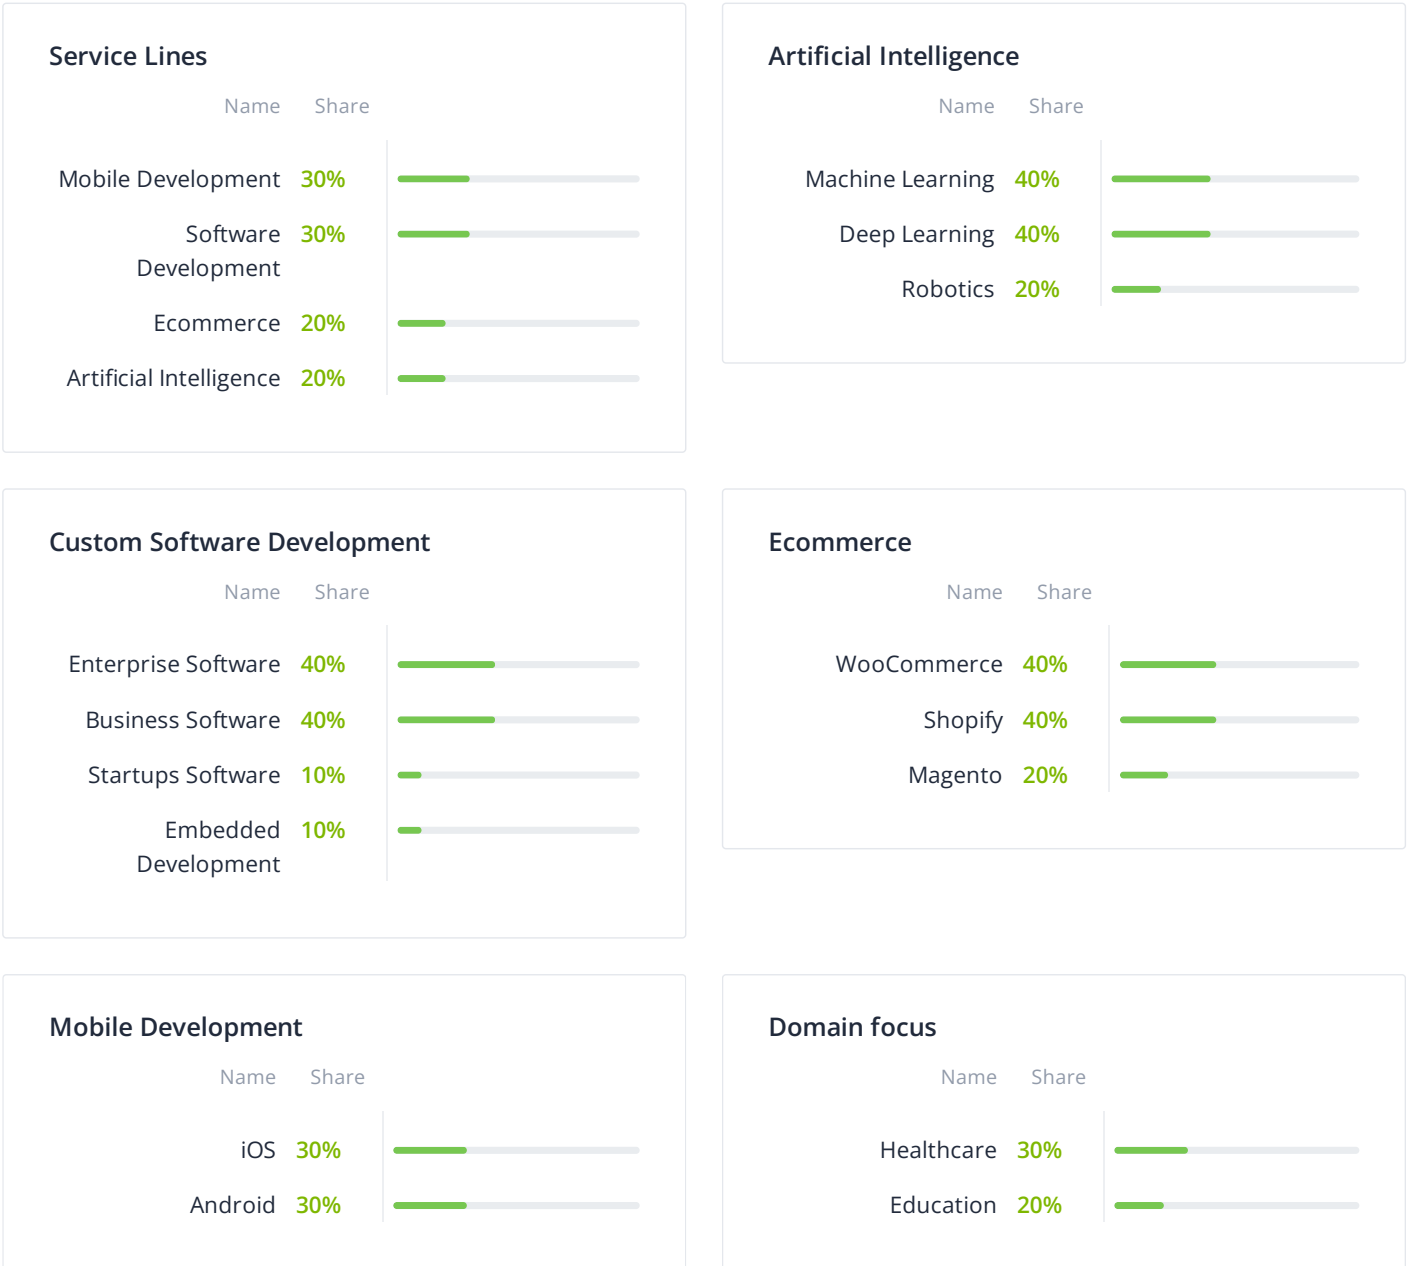 Service Lines
Name Share
Mobile Development 30%
Software 30%
Development
Ecommerce 20%
Artificial Intelligence 20%
Artificial Intelligence
Name Share
Machine Learning 40%
Deep Learning 40%
Robotics 20%
Custom Software Development
Name Share
Enterprise Software 40%
Business Software 40%
Startups Software 10%
Embedded 10%
Development
Ecommerce
Name Share
WooCommerce 40%
Shopify 40%
Magento 20%
Mobile Development
Name Share
iOS 30%
Android 30%
Domain focus
Name Share
Healthcare 30%
Education 20%